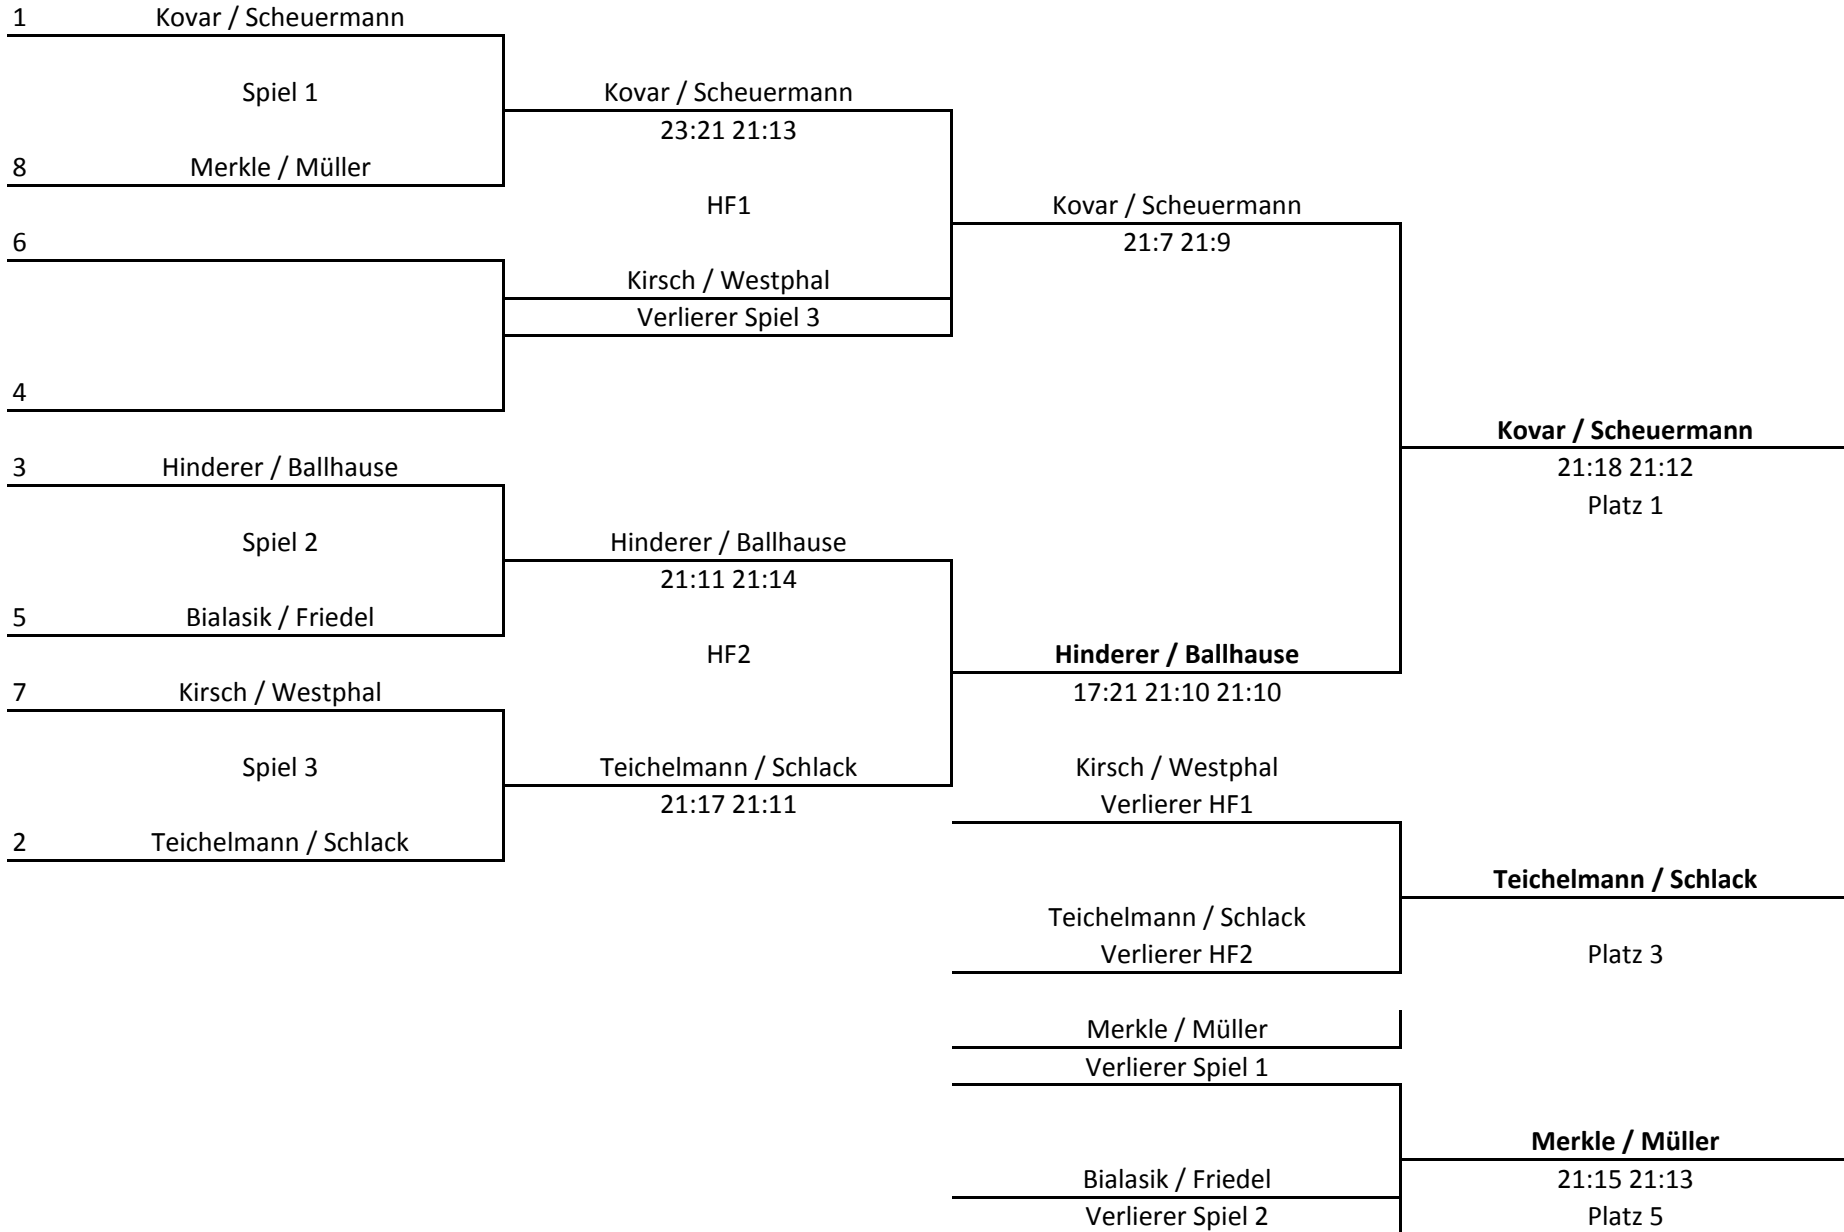 1 Kovar / Scheuermann
Spiel 1
Kovar / Scheuermann
23:21 21:13
8 Merkle / Müller
HF1
Kovar / Scheuermann
6
21:7 21:9
Kirsch / Westphal
Verlierer Spiel 3
4
Kovar / Scheuermann
3 Hinderer / Ballhause
21:18 21:12
Platz 1
Spiel 2
Hinderer / Ballhause
21:11 21:14
5 Bialasik / Friedel
HF2
Hinderer / Ballhause
7 Kirsch / Westphal
17:21 21:10 21:10
Spiel 3
Teichelmann / Schlack
Kirsch / Westphal
21:17 21:11
Verlierer HF1
2 Teichelmann / Schlack
Teichelmann / Schlack
Teichelmann / Schlack
Verlierer HF2
Platz 3
Merkle / Müller
Verlierer Spiel 1
Merkle / Müller
Bialasik / Friedel
21:15 21:13
Verlierer Spiel 2
Platz 5